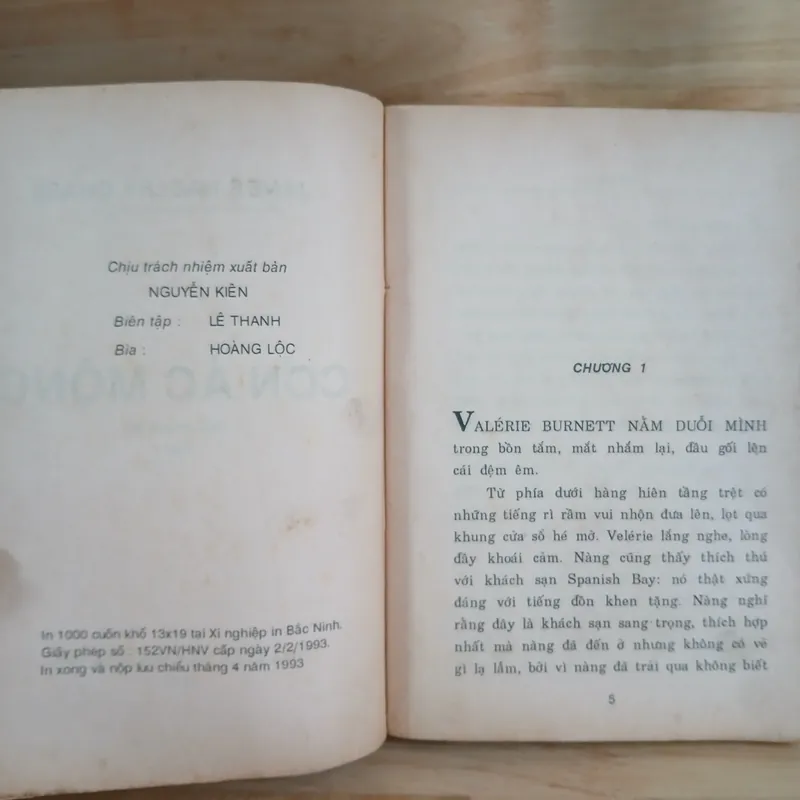 Chịu trách nhiệm xuất bản
NGUYỄN KIÊN
Biên tập : LÊ THANH
Bìa : HOÀNG LỘC
In 1000 cuốn khổ 13x19 tại Xí nghiệp in Bắc Ninh.
Giấy phép số : 152VN/HNV cấp ngày 2/2/1993.
In xong và nộp lưu chiểu tháng 4 năm 1993
CHƯƠNG 1
VALÉRIE BURNETT NẰM DUỖI MÌNH
trong bồn tắm, mắt nhắm lại, đầu gối lên
cái đệm êm.
Từ phía dưới hàng hiên tầng trệt có
những tiếng rì rầm vui nhộn đưa lên, lọt qua
khung cửa sổ hé mở. Velérie lắng nghe, lòng
đầy khoái cảm. Nàng cũng thấy thích thú
với khách sạn Spanish Bay: nó thật xứng
đáng với tiếng đồn khen tặng. Nàng nghĩ
rằng đây là khách sạn sang trọng, thích hợp
nhất mà nàng đã đến ở nhưng không có vẻ
gì lạ lắm, bởi vì nàng đã trải qua không biết
5